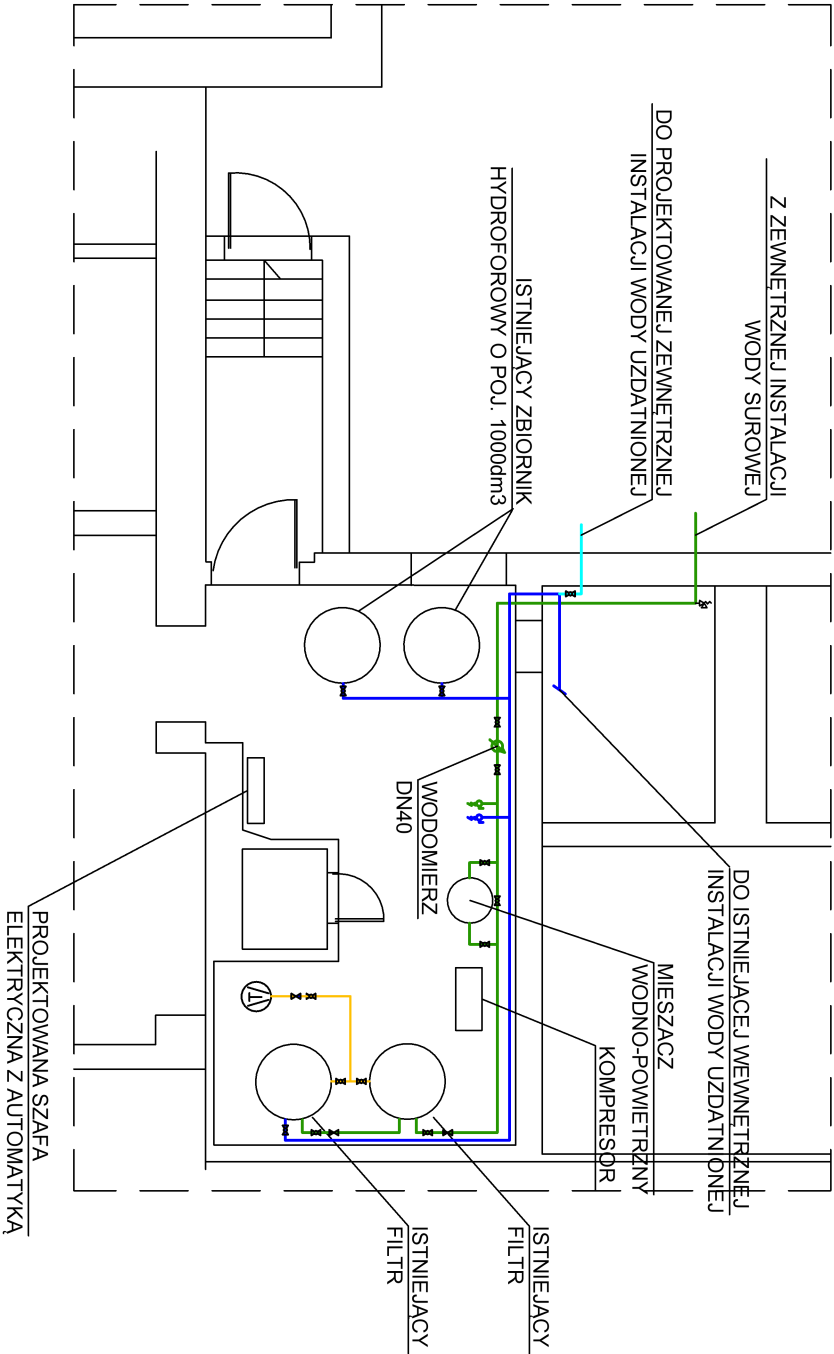 Z ZEWNĘTRZNEJ INSTALACJI
WODY SUROWEJ
DO PROJEKTOWANEJ ZEWNĘTRZNEJ
INSTALACJI WODY UZDATNIONEJ
ISTNIEJĄCY ZBIORNIK
HYDROFOROWY O POJ. 1000dm3
WODOMIERZ
DN40
DO ISTNIEJĄCEJ WEWNĘTRZNEJ
INSTALACJI WODY UZDATNIONEJ
MIESZACZ
WODNO-POWIETRZNY
KOMPRESOR
ISTNIEJĄCY
FILTR
ISTNIEJĄCY
FILTR
PROJEKTOWANA SZAFA
ELEKTRYCZNA Z AUTOMATYKĄ